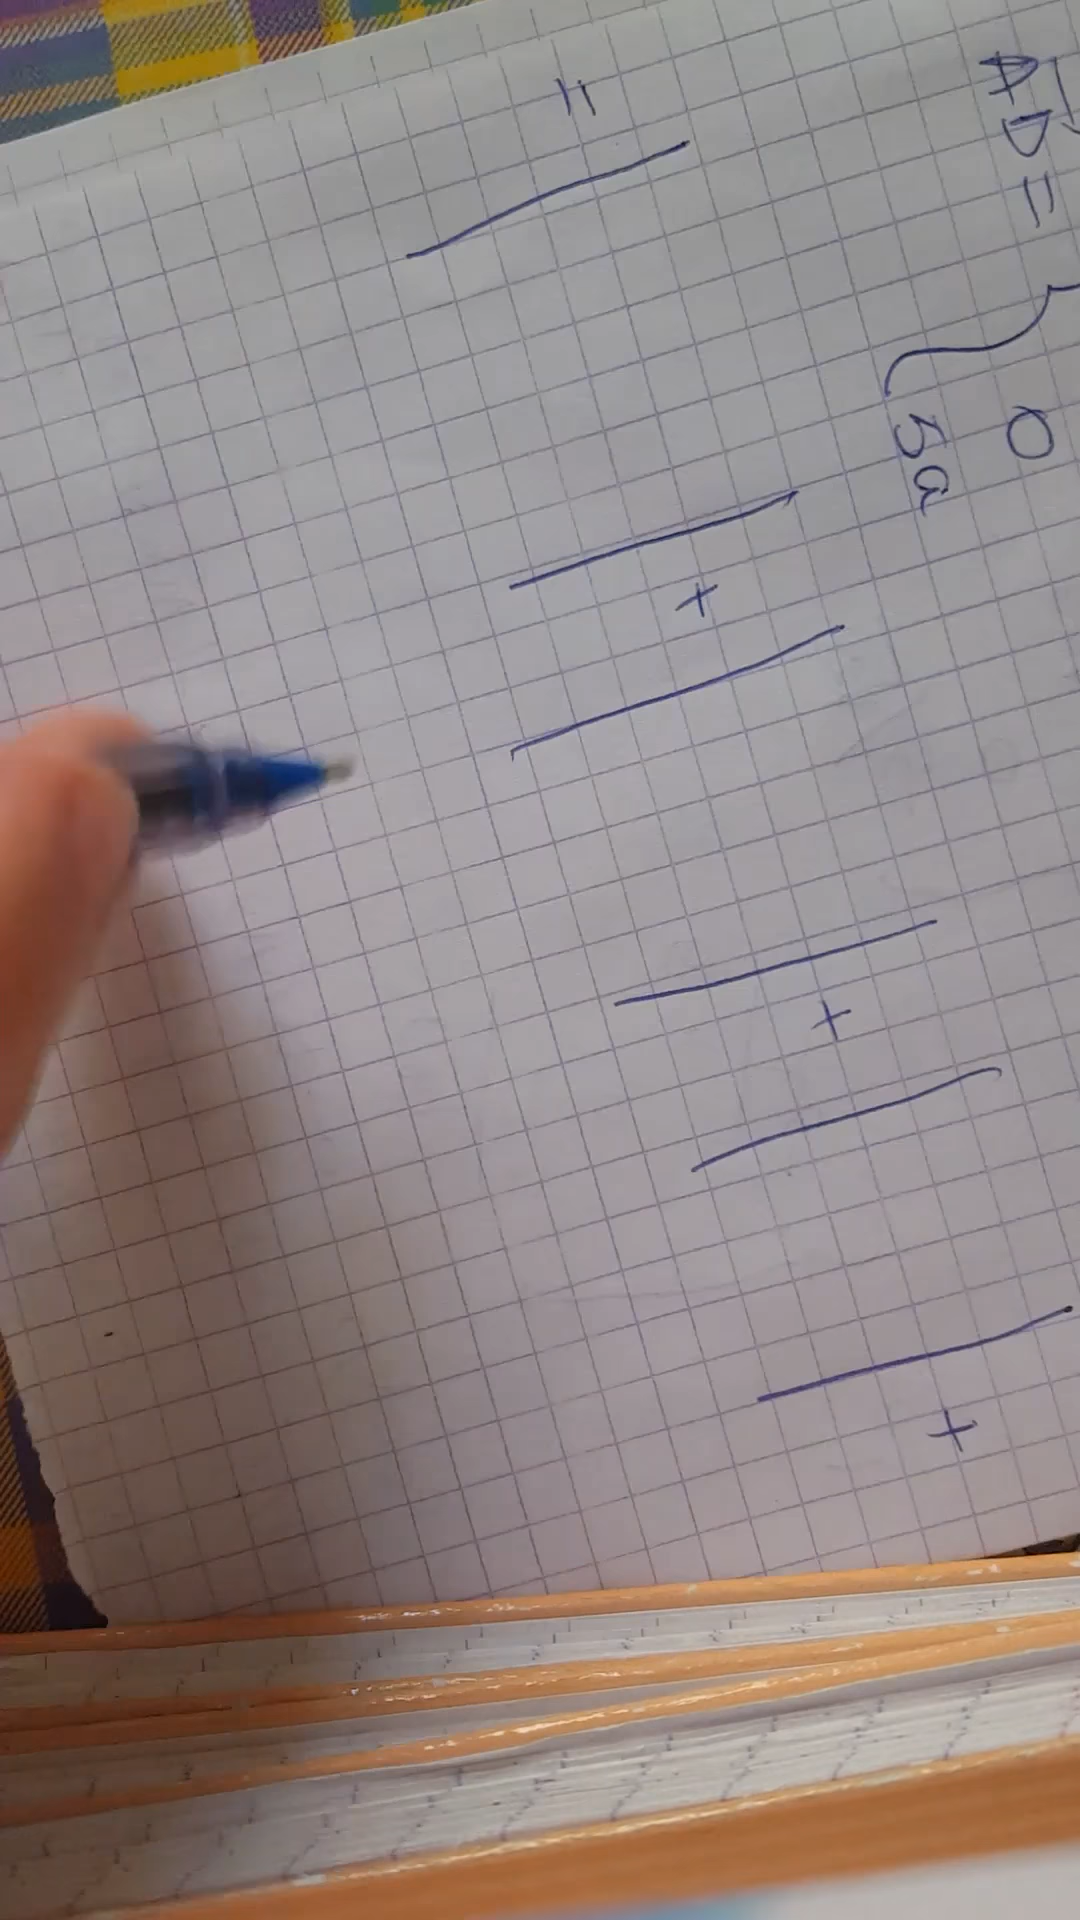 AD = { 0
5a
= |   | + |   | + |   | +